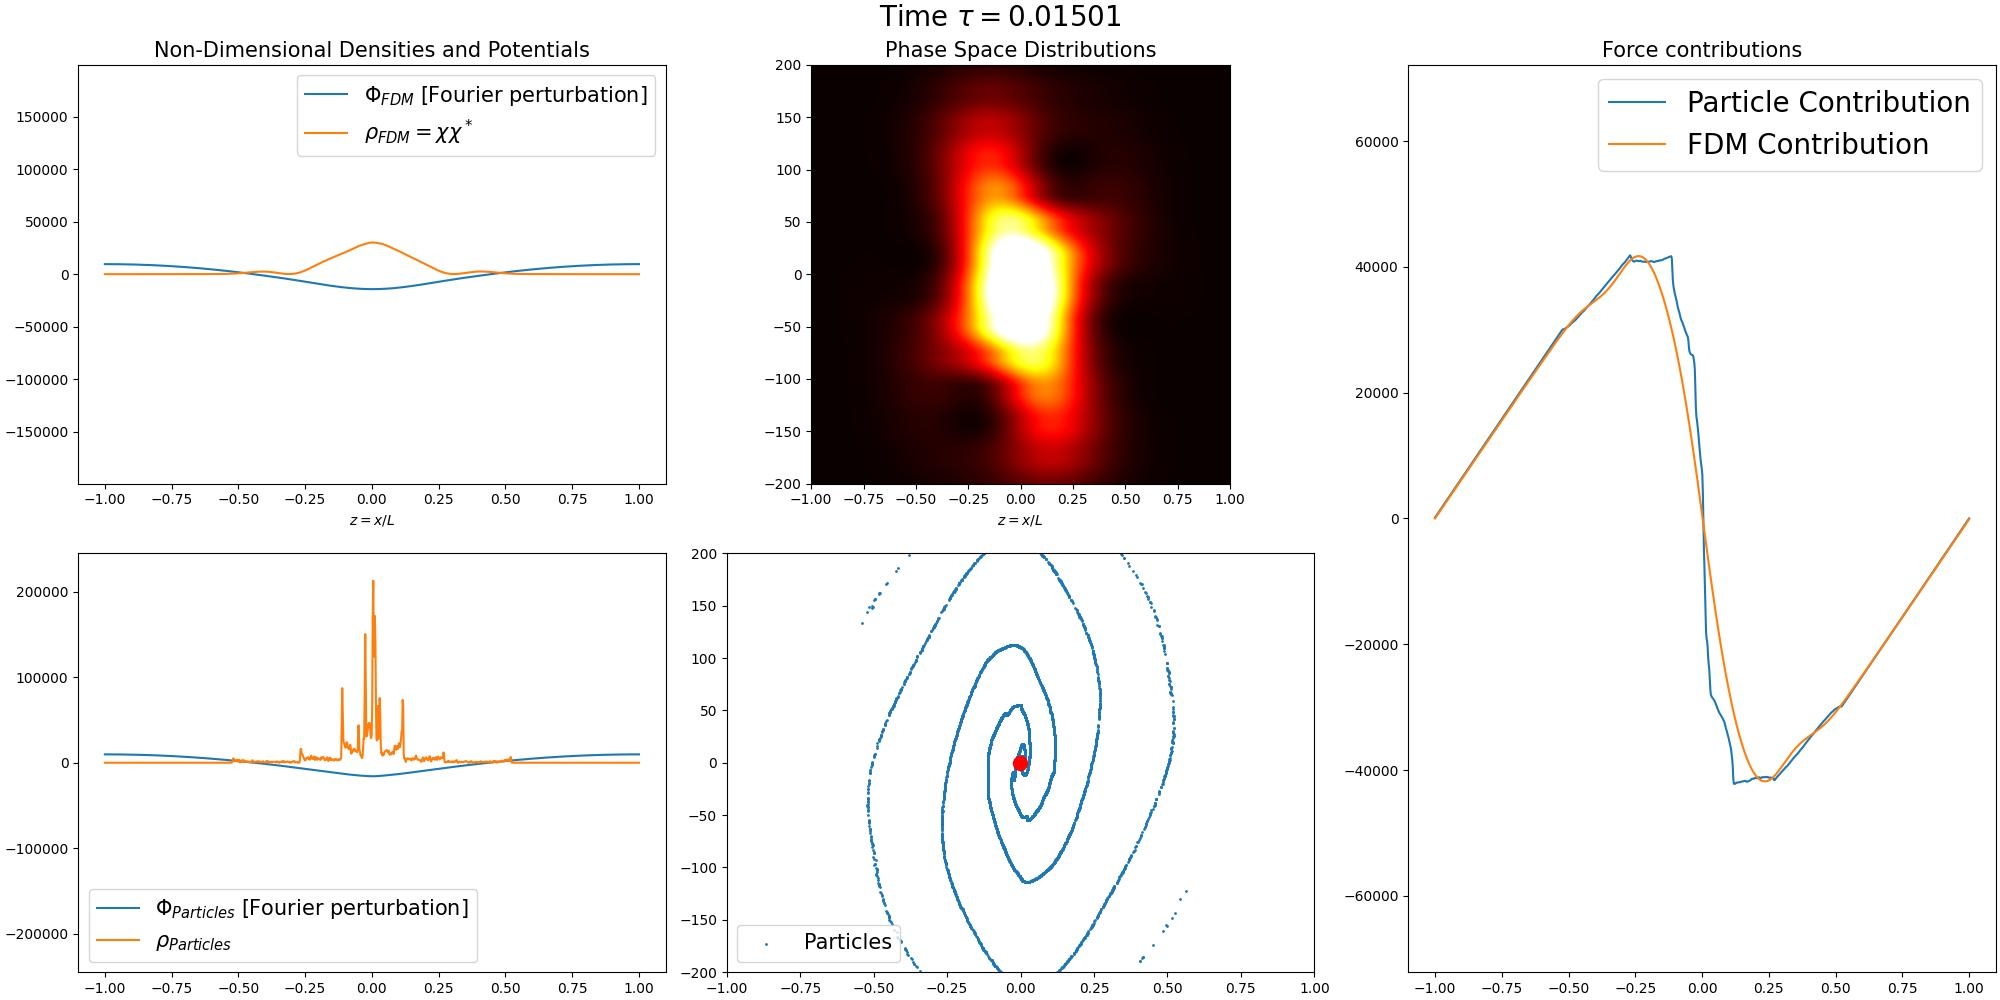 Time τ = 0.01501
Non-Dimensional Densities and Potentials
Φ_FDM [Fourier perturbation]
ρ_FDM = χχ*
150000
100000
50000
0
−50000
−100000
−150000
−1.00 −0.75 −0.50 −0.25 0.00 0.25 0.50 0.75 1.00
z = x/L
Phase Space Distributions
200
150
100
50
0
−50
−100
−150
−200
−1.00 −0.75 −0.50 −0.25 0.00 0.25 0.50 0.75 1.00
z = x/L
Force contributions
Particle Contribution
FDM Contribution
60000
40000
20000
0
−20000
−40000
−60000
−1.00 −0.75 −0.50 −0.25 0.00 0.25 0.50 0.75 1.00
200000
100000
0
−100000
−200000
Φ_Particles [Fourier perturbation]
ρ_Particles
−1.00 −0.75 −0.50 −0.25 0.00 0.25 0.50 0.75 1.00
200
150
100
50
0
−50
−100
−150
−200
Particles
−1.00 −0.75 −0.50 −0.25 0.00 0.25 0.50 0.75 1.00